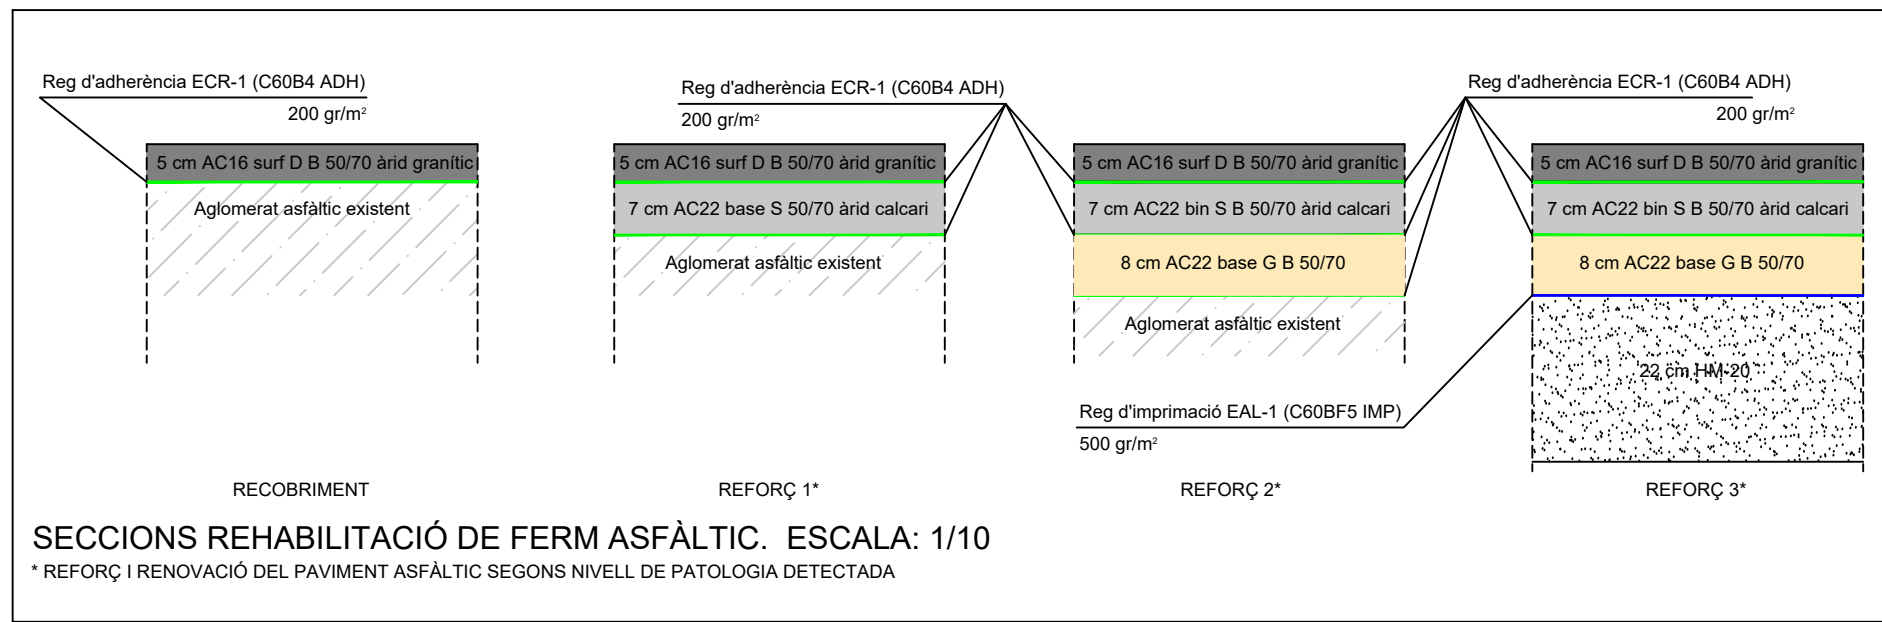 Reg d'adherència ECR-1 (C60B4 ADH)
200 gr/m²
5 cm AC16 surf D B 50/70 àrid granític
Aglomerat asfàltic existent
RECOBRIMENT
Reg d'adherència ECR-1 (C60B4 ADH)
200 gr/m²
5 cm AC16 surf D B 50/70 àrid granític
7 cm AC22 base S 50/70 àrid calcari
Aglomerat asfàltic existent
REFORÇ 1*
5 cm AC16 surf D B 50/70 àrid granític
7 cm AC22 bin S B 50/70 àrid calcari
8 cm AC22 base G B 50/70
Aglomerat asfàltic existent
REFORÇ 2*
Reg d'adherència ECR-1 (C60B4 ADH)
200 gr/m²
5 cm AC16 surf D B 50/70 àrid granític
7 cm AC22 bin S B 50/70 àrid calcari
8 cm AC22 base G B 50/70
22 cm HM-20
Reg d'imprimació EAL-1 (C60BF5 IMP)
500 gr/m²
REFORÇ 3*
SECCIONS REHABILITACIÓ DE FERM ASFÀLTIC. ESCALA: 1/10
* REFORÇ I RENOVACIÓ DEL PAVIMENT ASFÀLTIC SEGONS NIVELL DE PATOLOGIA DETECTADA